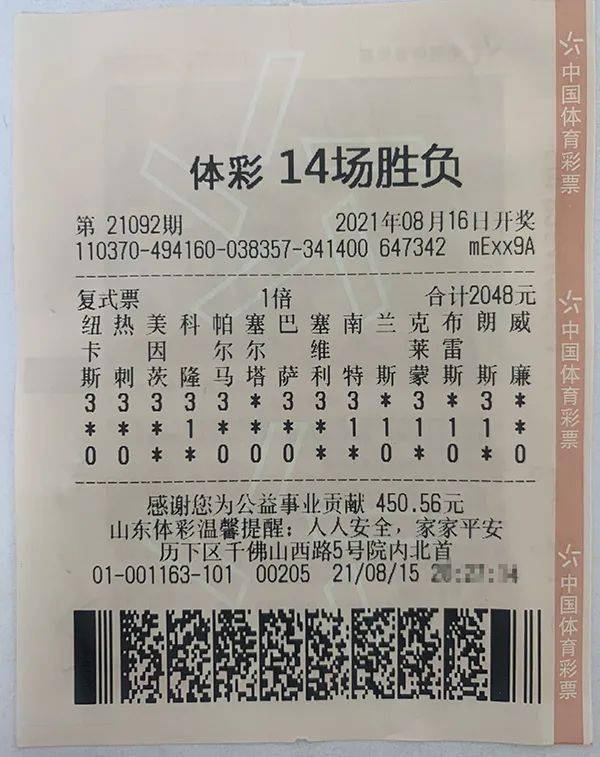 体彩 14场胜负
第 21092期 2021年08月16日开奖
110370-494160-038357-341400 647342 mExx9A
复式票 1倍 合计2048元
纽 热 美 科 帕 塞 巴 塞 南 兰 克 布 朗 威
卡 因 尔 尔 维 莱 雷
斯 刺 茨 隆 马 塔 萨 利 特 斯 蒙 斯 斯 廉
3 3 3 3 3 * 3 3 3 * 3 * 3 *
* * * 1 * * * * 1 1 1 1 1 *
0 0 0 * 0 0 0 * * * * 0 * 0
感谢您为公益事业贡献 450.56元
山东体彩温馨提醒：人人安全，家家平安
历下区千佛山西路5号院内北首
01-001163-101 00205 21/08/15
中国体育彩票
中国体育彩票
中国体育彩票